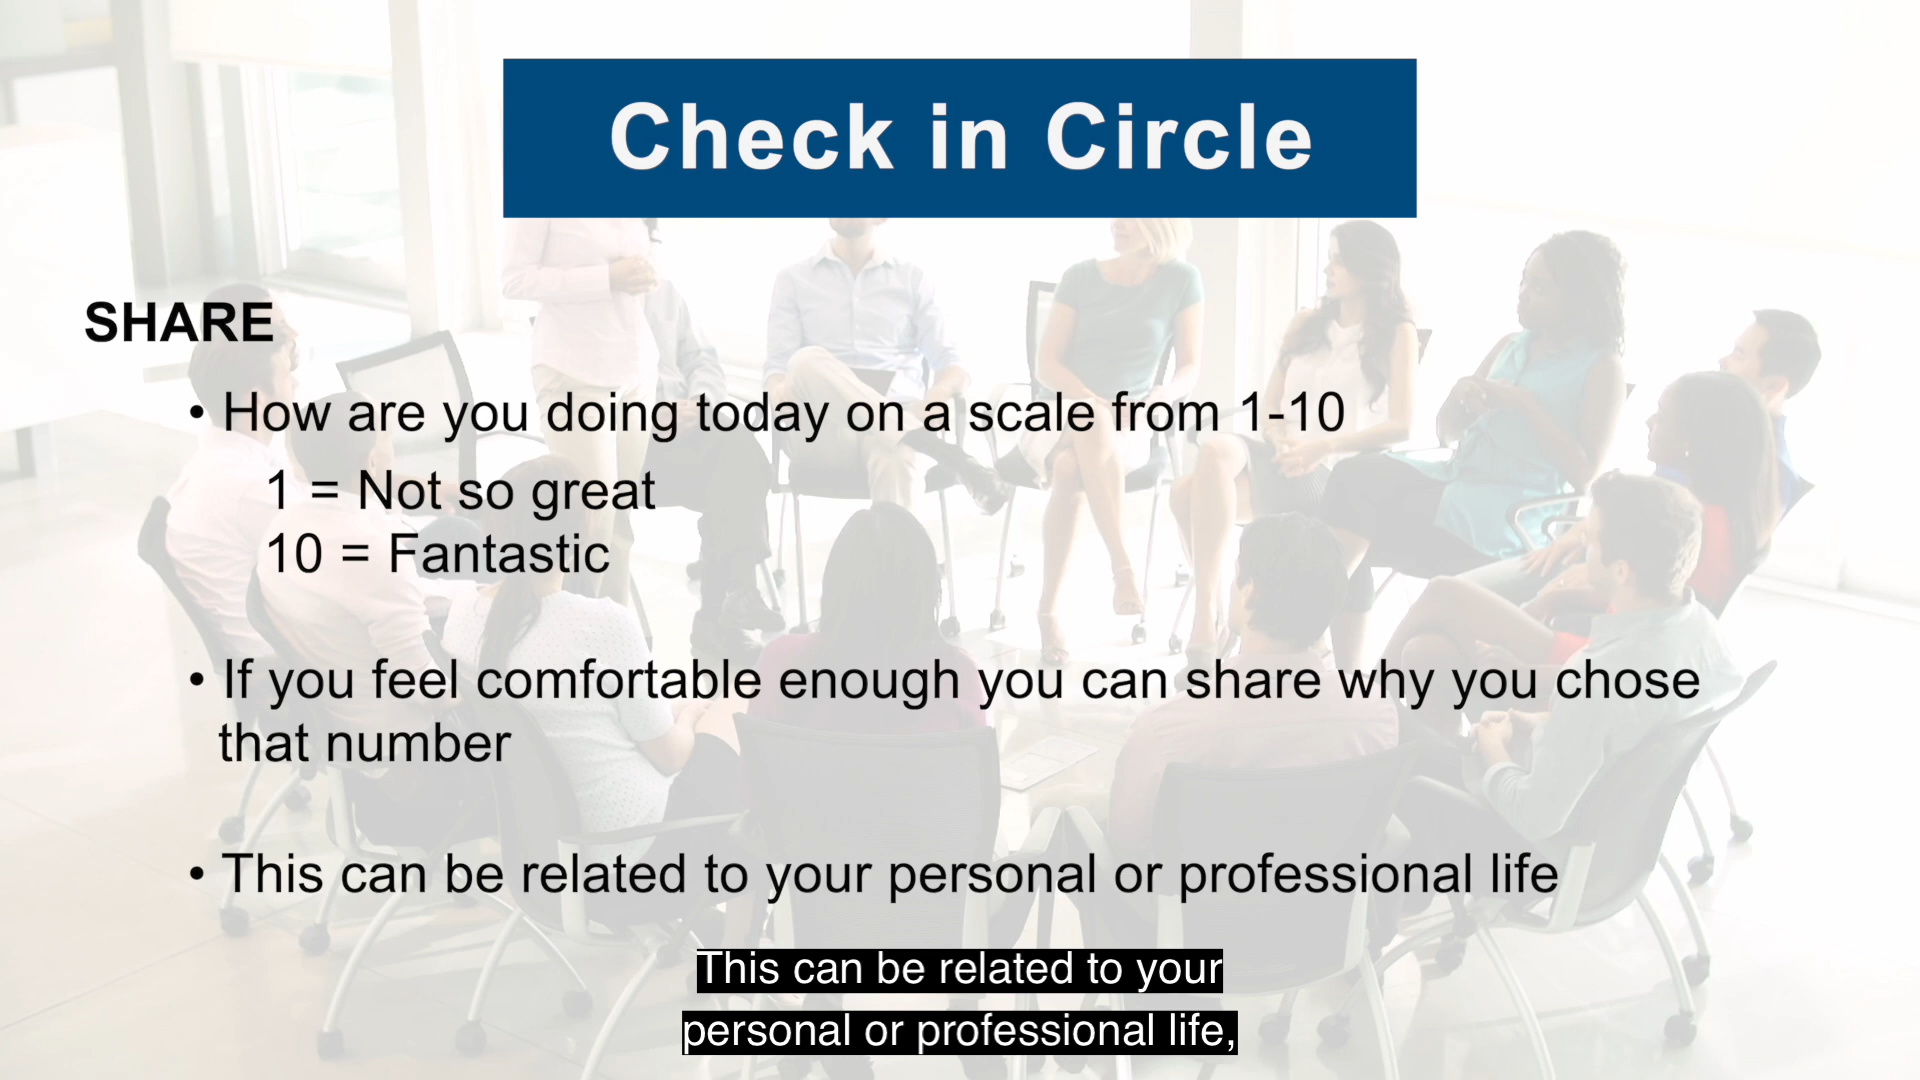 Check in Circle
SHARE
• How are you doing today on a scale from 1-10
1 = Not so great
10 = Fantastic
• If you feel comfortable enough you can share why you chose
that number
• This can be related to your personal or professional life
This can be related to your
personal or professional life,